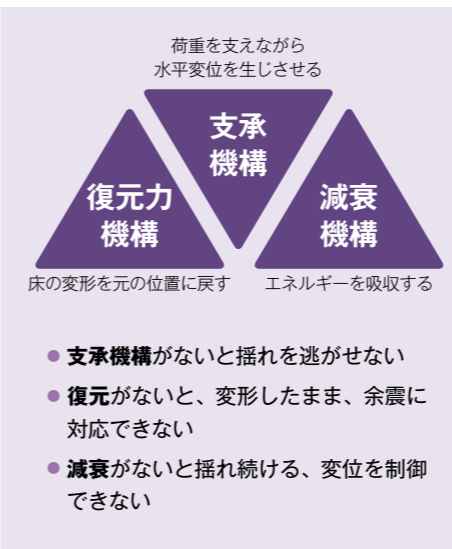 荷重を支えながら
水平変位を生じさせる
支承
機構
復元力
機構
減衰
機構
床の変形を元の位置に戻す
エネルギーを吸収する
● 支承機構がないと揺れを逃がせない
● 復元がないと、変形したまま、余震に
対応できない
● 減衰がないと揺れ続ける、変位を制御
できない